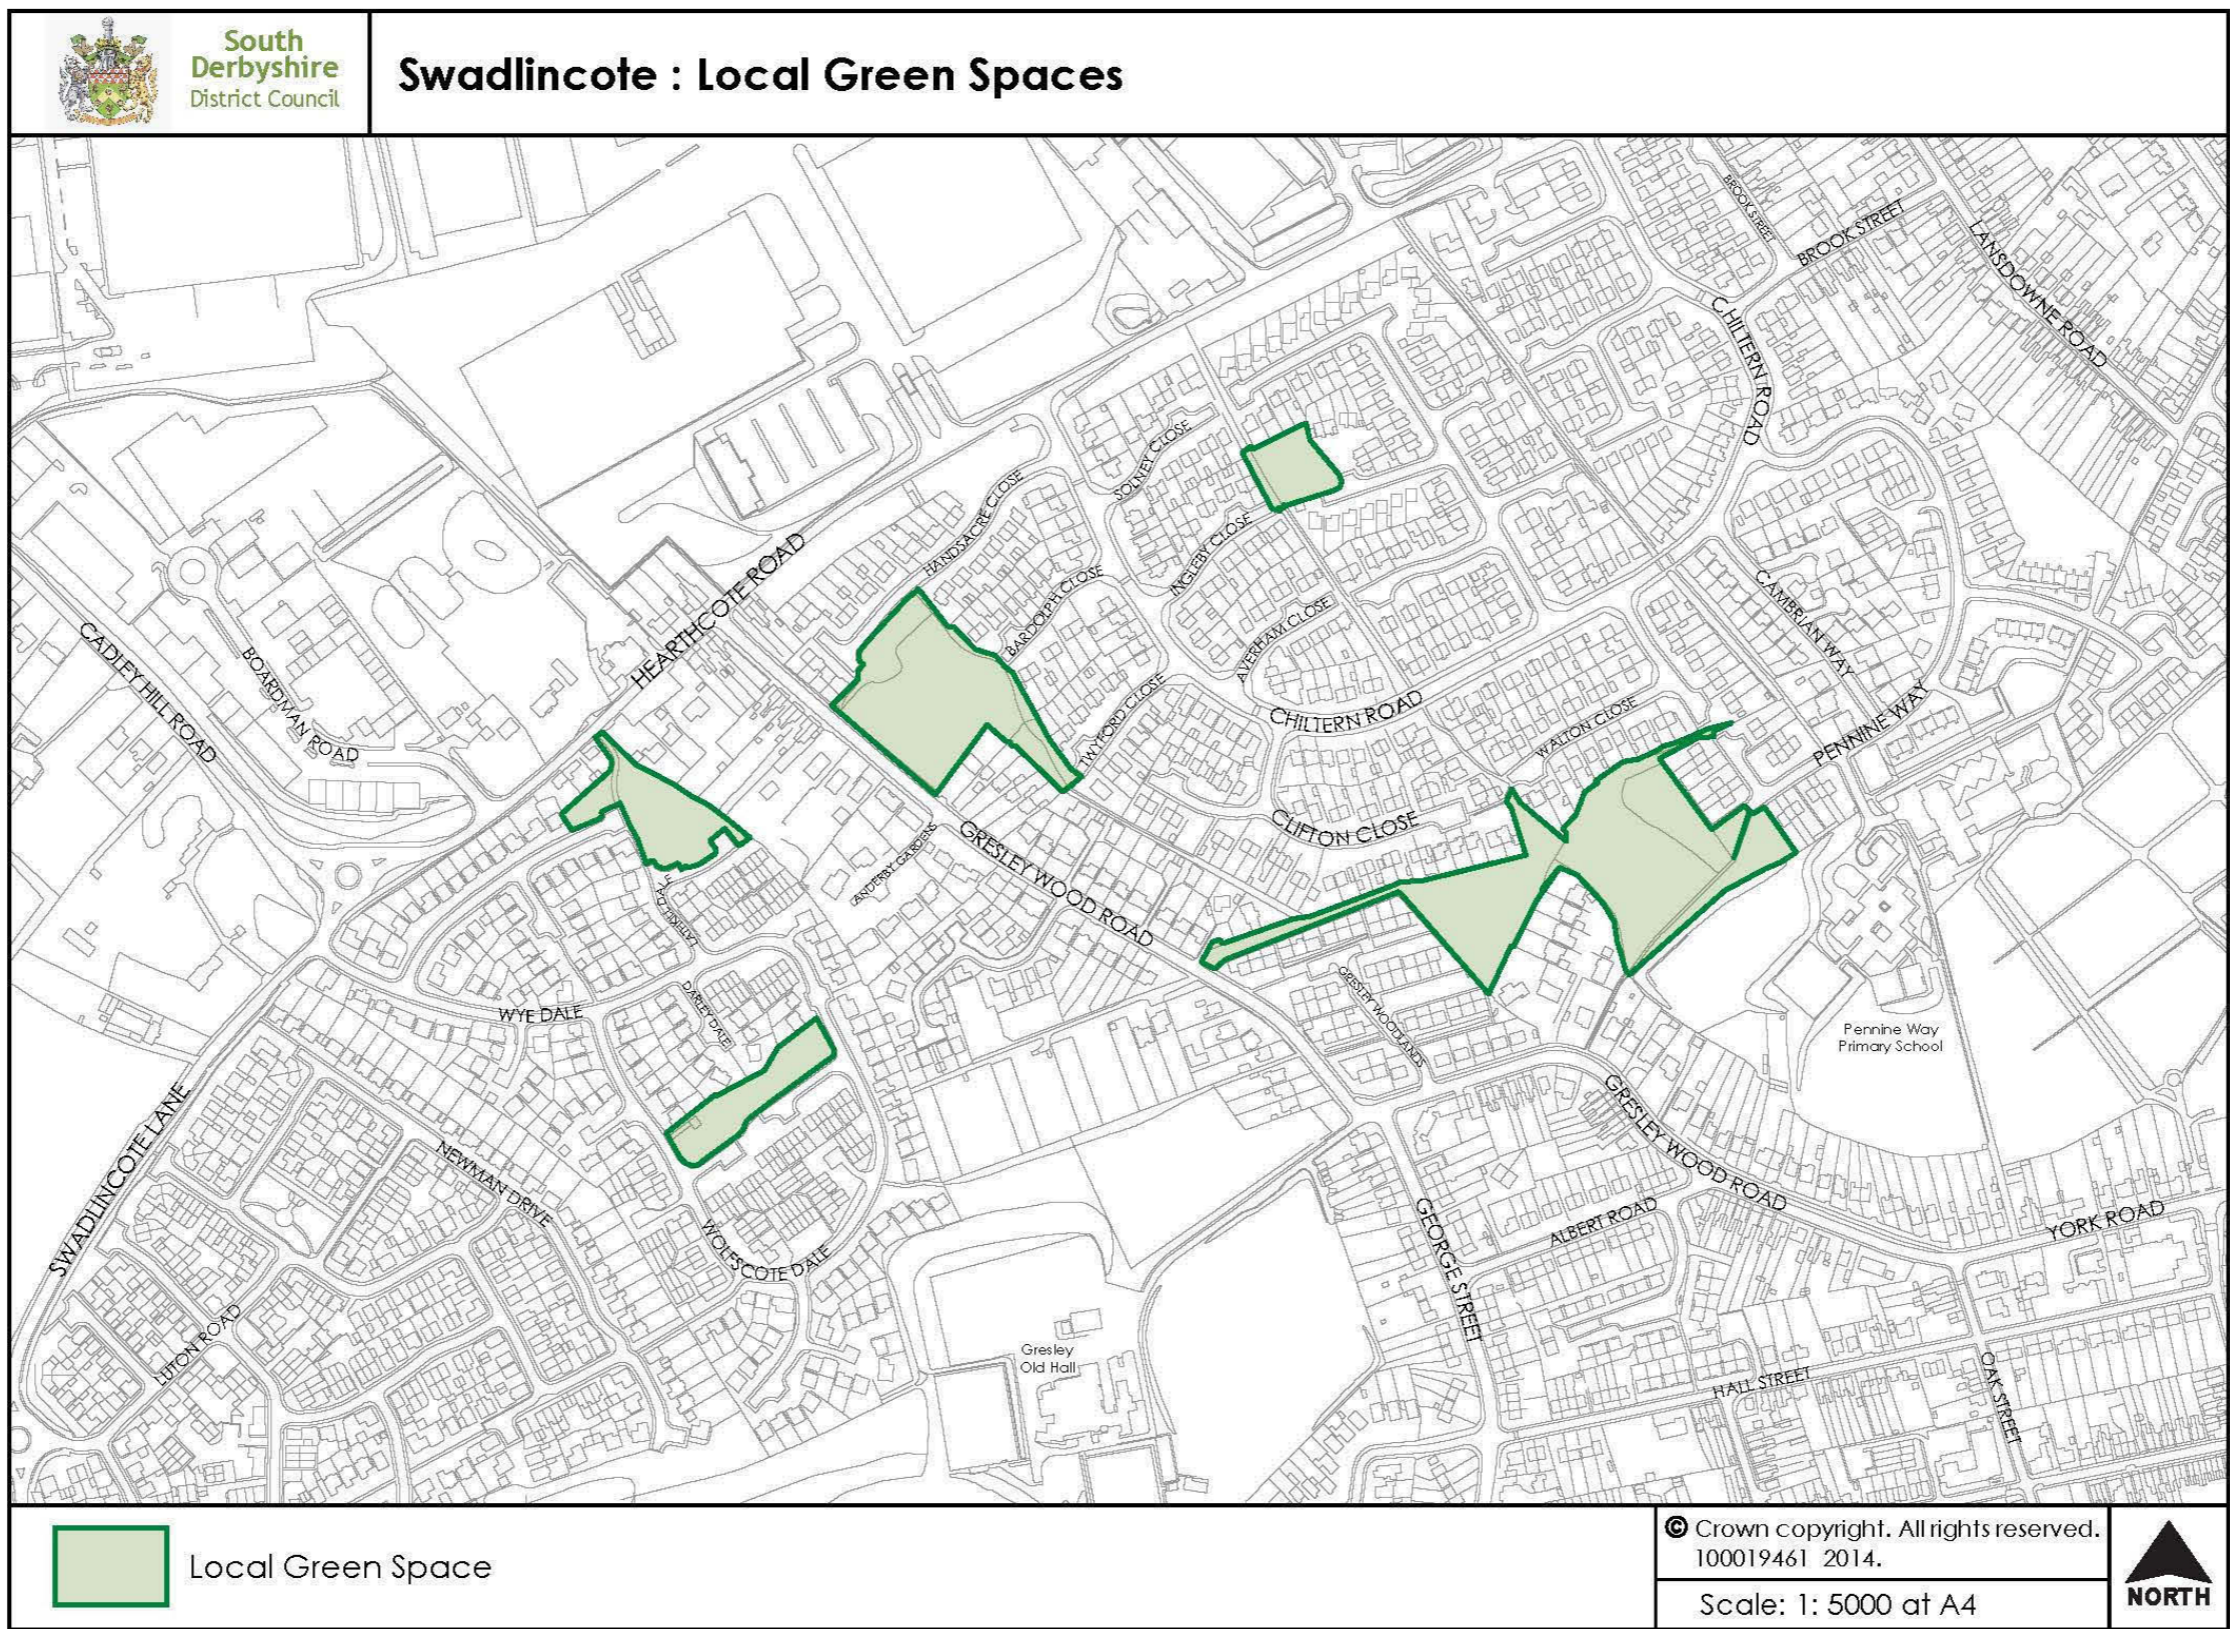 South
Derbyshire
District Council
Swadlincote : Local Green Spaces
BROOK STREET
BROOK STREET
LANSDOWNE ROAD
CHILTERN ROAD
SOLNEY CLOSE
HANDSACRE CLOSE
INGLEBY CLOSE
HEARTHCOTE ROAD
BARDOLPH CLOSE
CAMBRIAN WAY
AVERHAM CLOSE
CADLEY HILL ROAD
BOARDMAN ROAD
TWYFORD CLOSE
CHILTERN ROAD
WALTON CLOSE
PENNINE WAY
CLIFTON CLOSE
ANDERBY GARDENS
GRESLEY WOOD ROAD
LATHKILL DALE
DARLEY DALE
WYE DALE
GRESLEY WOODLANDS
Pennine Way
Primary School
SWADLINCOTE LANE
NEWMAN DRIVE
GRESLEY WOOD ROAD
WOLFSCOTE DALE
GEORGE STREET
ALBERT ROAD
YORK ROAD
LUTON ROAD
Gresley
Old Hall
HALL STREET
OAK STREET
Local Green Space
© Crown copyright. All rights reserved.
100019461 2014.
Scale: 1: 5000 at A4
NORTH